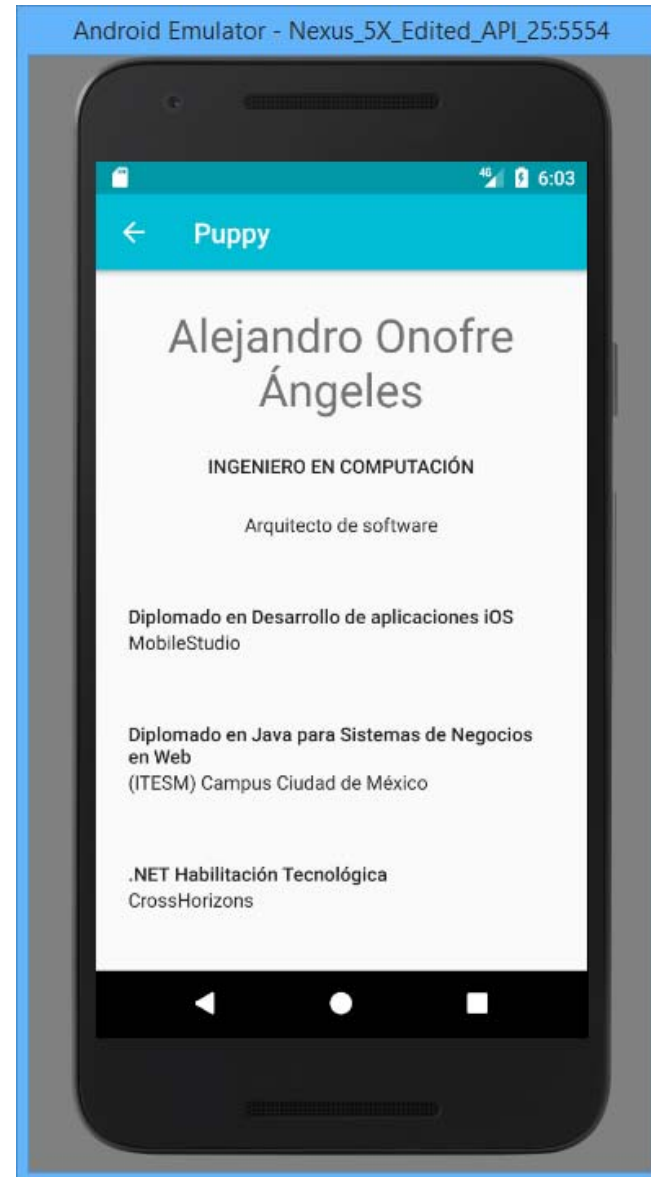 Android Emulator - Nexus_5X_Edited_API_25:5554
4G 6:03
Puppy
Alejandro Onofre
Ángeles
INGENIERO EN COMPUTACIÓN
Arquitecto de software
Diplomado en Desarrollo de aplicaciones iOS
MobileStudio
Diplomado en Java para Sistemas de Negocios
en Web
(ITESM) Campus Ciudad de México
.NET Habilitación Tecnológica
CrossHorizons